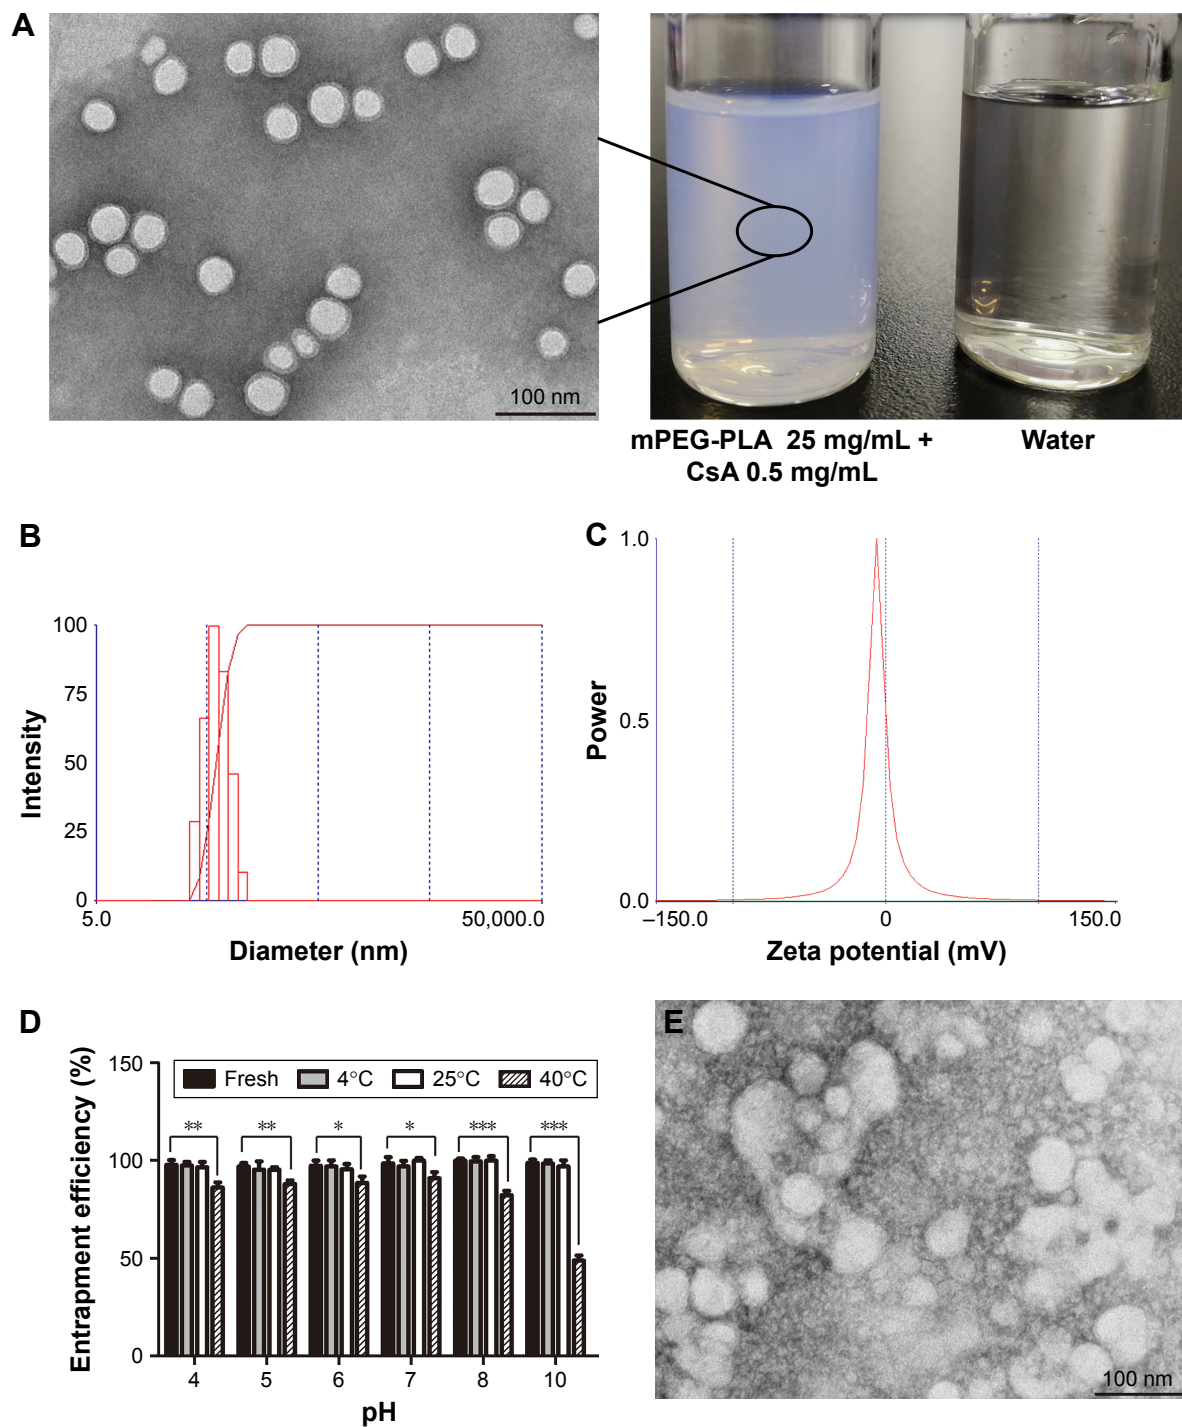 A
100 nm
mPEG-PLA 25 mg/mL +
CsA 0.5 mg/mL
Water
B
Intensity
100
75
50
25
0
5.0
50,000.0
Diameter (nm)
C
Power
1.0
0.5
0.0
–150.0
0
150.0
Zeta potential (mV)
D
Entrapment efficiency (%)
150
100
50
0
Fresh 4°C 25°C 40°C
** ** * * *** ***
4 5 6 7 8 10
pH
E
100 nm